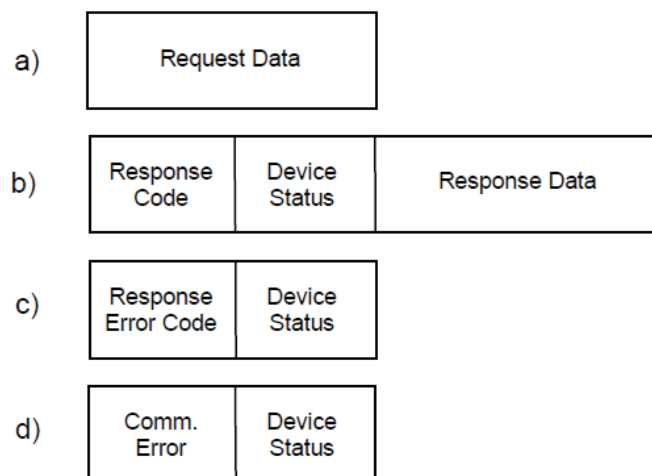 a) Request Data
b) Response Code Device Status Response Data
c) Response Error Code Device Status
d) Comm. Error Device Status